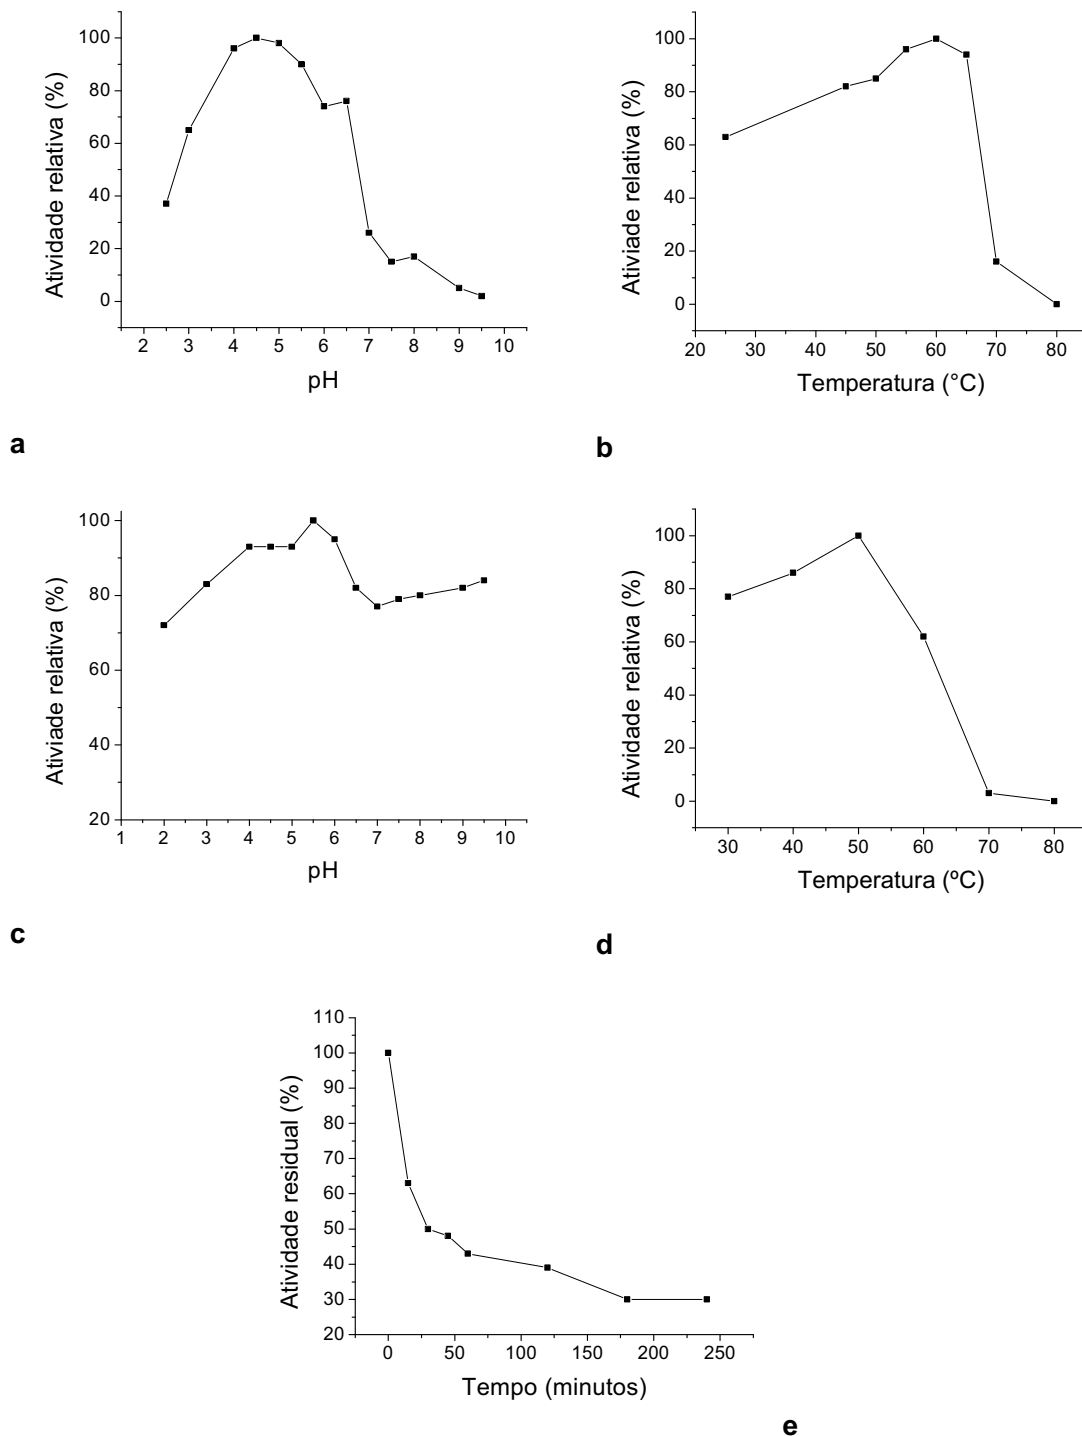 100
80
60
40
20
0
Atividade relativa (%)
2 3 4 5 6 7 8 9 10
pH
a
100
80
60
40
20
0
Ativiade relativa (%)
20 30 40 50 60 70 80
Temperatura (°C)
b
100
80
60
40
20
Ativiade relativa (%)
1 2 3 4 5 6 7 8 9 10
pH
c
100
80
60
40
20
0
Atividade relativa (%)
30 40 50 60 70 80
Temperatura (ºC)
d
110
100
90
80
70
60
50
40
30
20
Atividade residual (%)
0 50 100 150 200 250
Tempo (minutos)
e